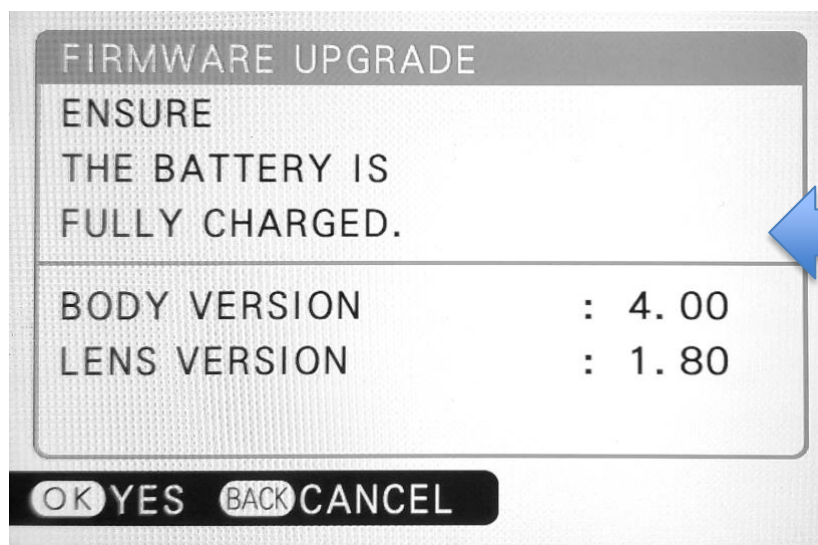 FIRMWARE UPGRADE
ENSURE
THE BATTERY IS
FULLY CHARGED.
BODY VERSION : 4.00
LENS VERSION : 1.80
OK YES BACK CANCEL